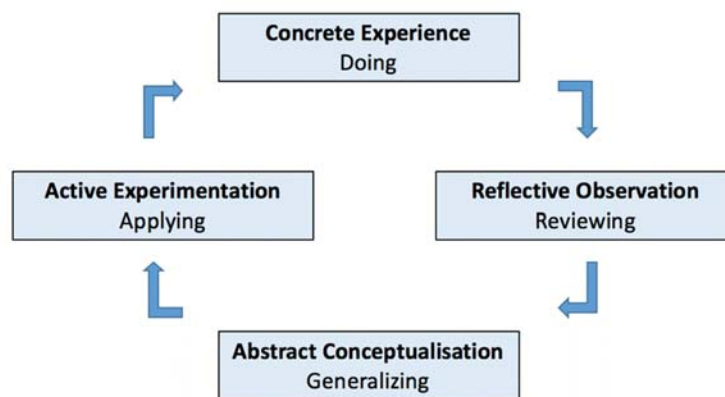 Concrete Experience
Doing
Active Experimentation
Applying
Reflective Observation
Reviewing
Abstract Conceptualisation
Generalizing